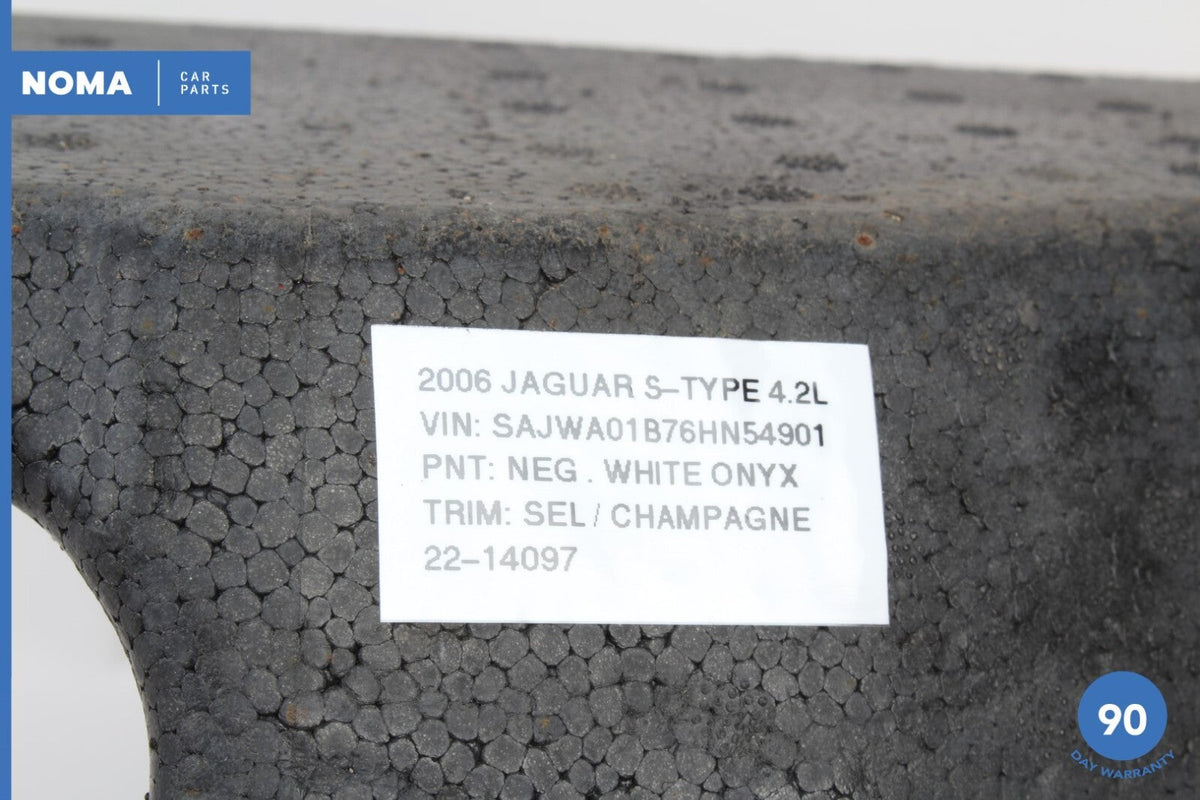 NOMA
CAR
PARTS
2006 JAGUAR S-TYPE 4.2L
VIN: SAJWA01B76HN54901
PNT: NEG . WHITE ONYX
TRIM: SEL / CHAMPAGNE
22-14097
90
DAY WARRANTY